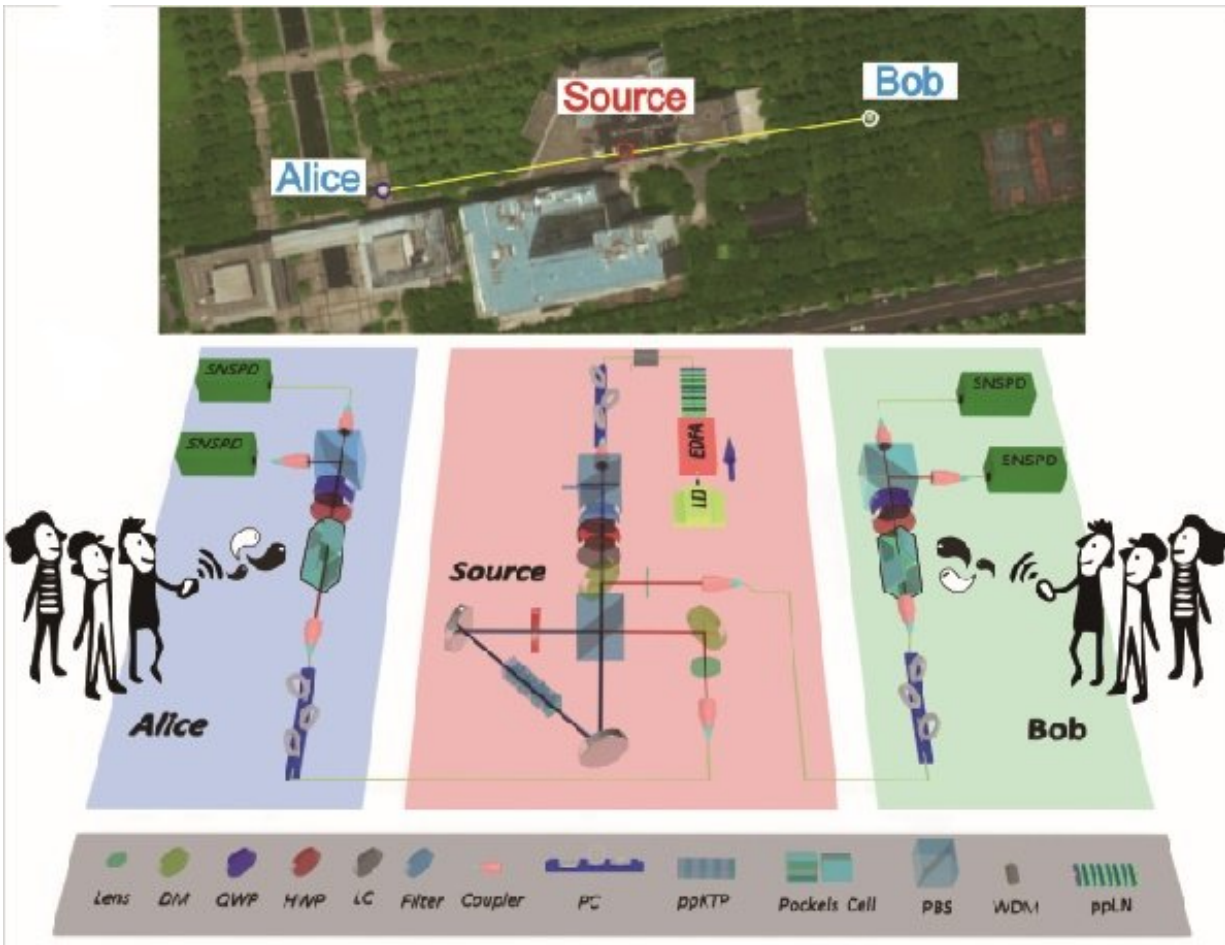 Source
Bob
Alice
SNSPD
SNSPD
EDFA
LD
SNSPD
SNSPD
Source
Alice
Bob
Lens
DM
QWP
HWP
LC
Filter
Coupler
PC
ppKTP
Pockels Cell
PBS
WDM
ppLN